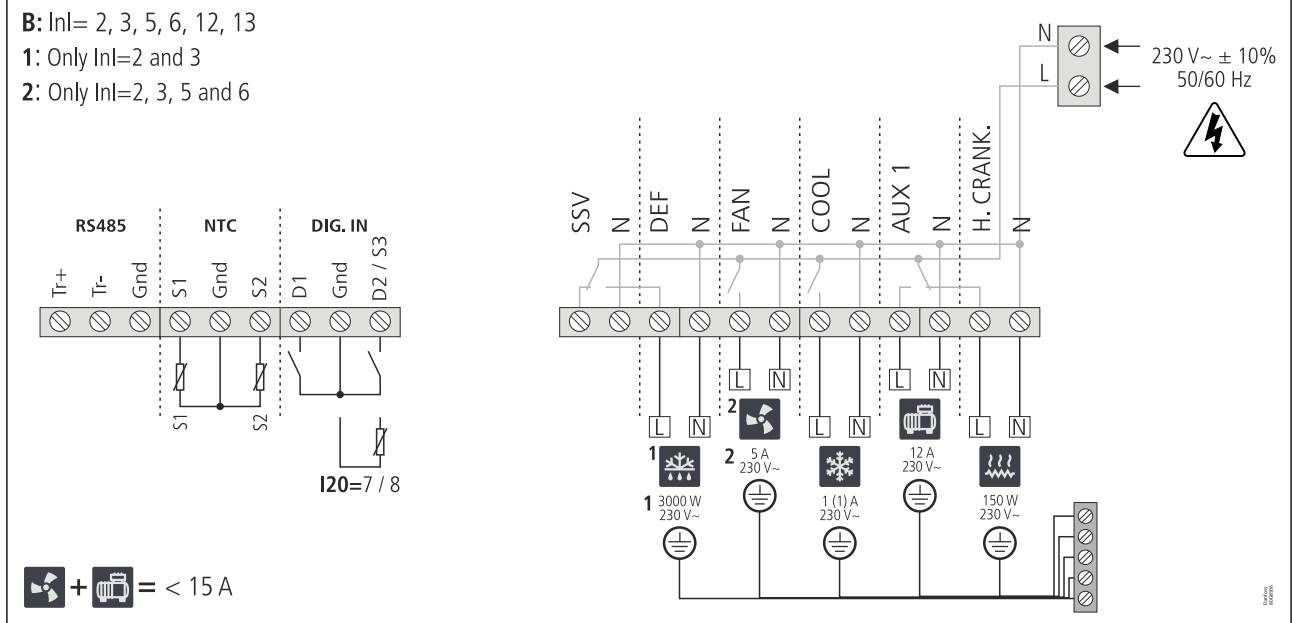 B: InI= 2, 3, 5, 6, 12, 13
1: Only InI=2 and 3
2: Only InI=2, 3, 5 and 6
N
L
230 V~ ± 10%
50/60 Hz
RS485 NTC DIG. IN
Tr+ Tr- Gnd S1 Gnd S2 D1 Gnd D2 / S3
SSV N DEF N FAN N COOL N AUX 1 N H. CRANK. N
S1 S2
I20=7 / 8
L N L N
2
L N L N L N
1
2 5 A
230 V~
12 A
230 V~
1 3000 W
230 V~
1 (1) A
230 V~
150 W
230 V~
+ = < 15 A
Danfoss